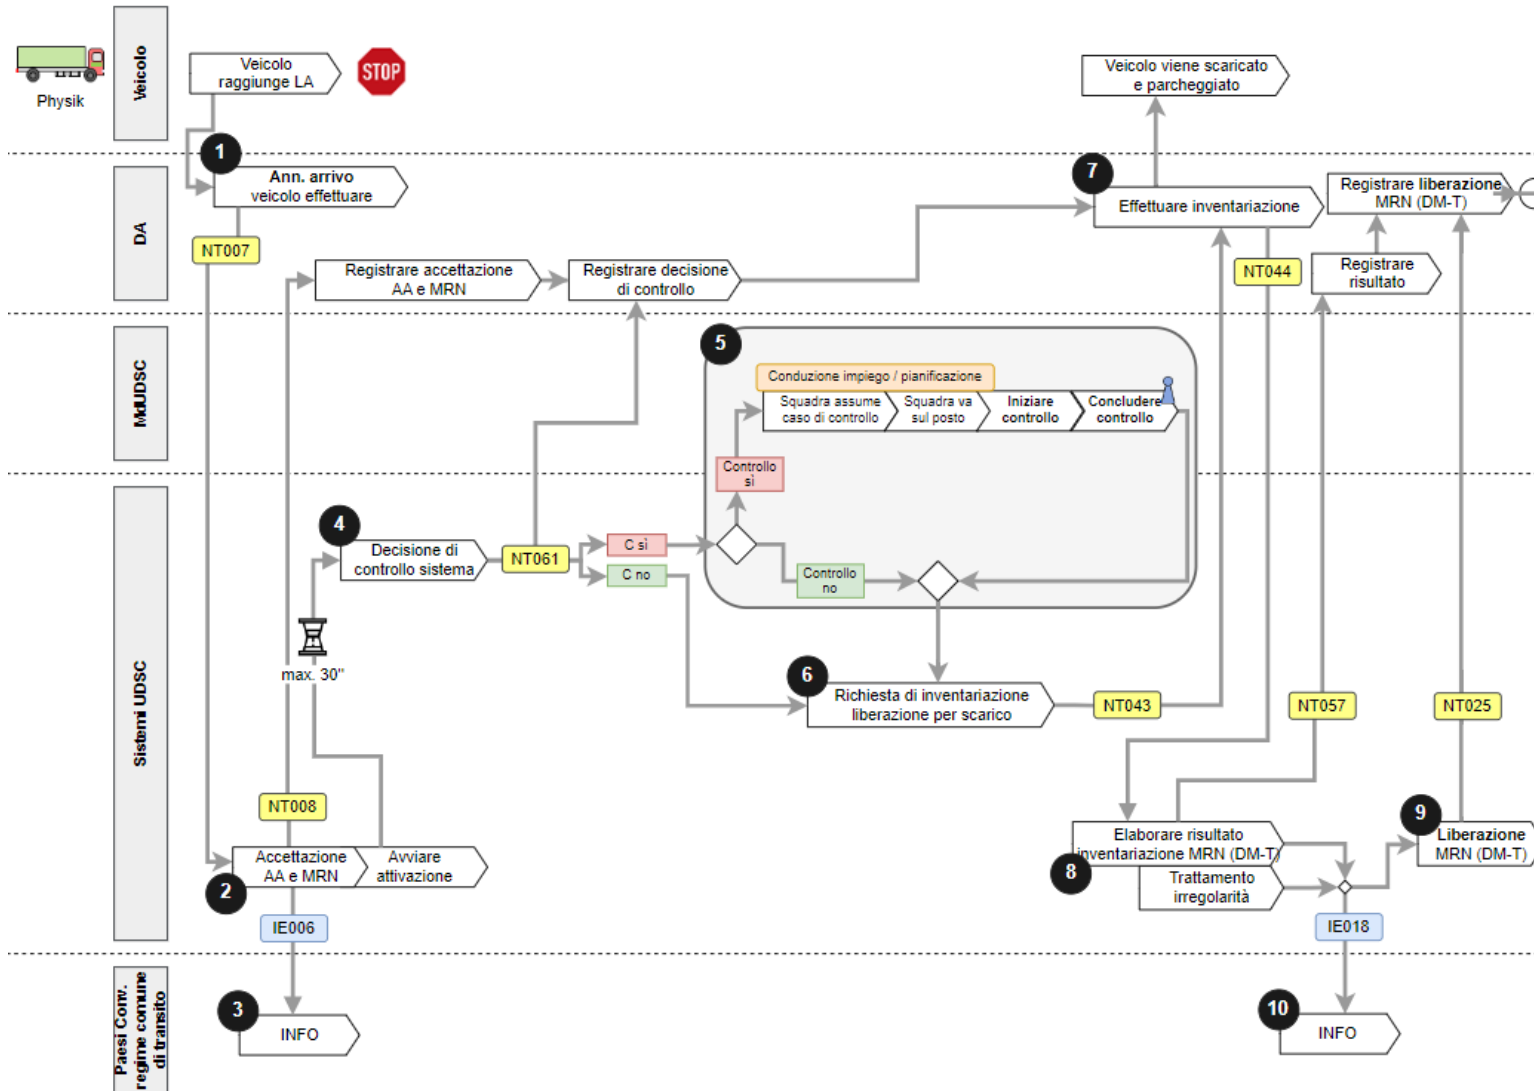 Physik
Veicolo
Veicolo
raggiunge LA
STOP
Veicolo viene scaricato
e parcheggiato
DA
1
Ann. arrivo
veicolo effettuare
NT007
Registrare accettazione
AA e MRN
Registrare decisione
di controllo
7
Effettuare inventariazione
NT044
Registrare liberazione
MRN (DM-T)
Registrare
risultato
MdUDSC
5
Conduzione impiego / pianificazione
Squadra assume
caso di controllo
Squadra va
sul posto
Iniziare
controllo
Concludere
controllo
Controllo
sì
Sistemi UDSC
4
Decisione di
controllo sistema
NT061
C sì
C no
Controllo
no
max. 30"
6
Richiesta di inventariazione
liberazione per scarico
NT043
NT057
NT025
NT008
2
Accettazione
AA e MRN
Avviare
attivazione
IE006
8
Elaborare risultato
inventariazione MRN (DM-T)
Trattamento
irregolarità
9
Liberazione
MRN (DM-T)
IE018
Paesi Conv.
regime comune
di transito
3
INFO
10
INFO